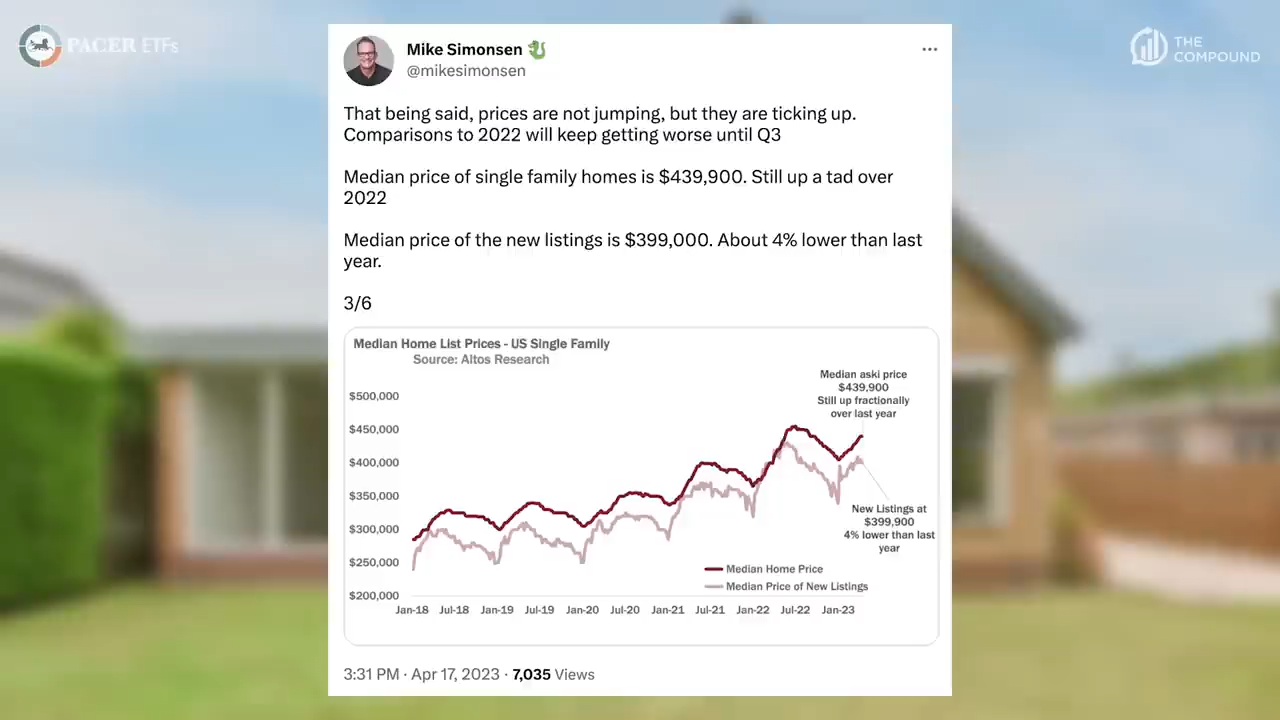 PACER ETFs
THE
COMPOUND
Mike Simonsen
@mikesimonsen
That being said, prices are not jumping, but they are ticking up.
Comparisons to 2022 will keep getting worse until Q3
Median price of single family homes is $439,900. Still up a tad over
2022
Median price of the new listings is $399,000. About 4% lower than last
year.
3/6
Median Home List Prices - US Single Family
Source: Altos Research
Median aski price
$439,900
Still up fractionally
over last year
$500,000
$450,000
$400,000
$350,000
$300,000
$250,000
$200,000
New Listings at
$399,900
4% lower than last
year
Median Home Price
Median Price of New Listings
Jan-18 Jul-18 Jan-19 Jul-19 Jan-20 Jul-20 Jan-21 Jul-21 Jan-22 Jul-22 Jan-23
3:31 PM · Apr 17, 2023 · 7,035 Views